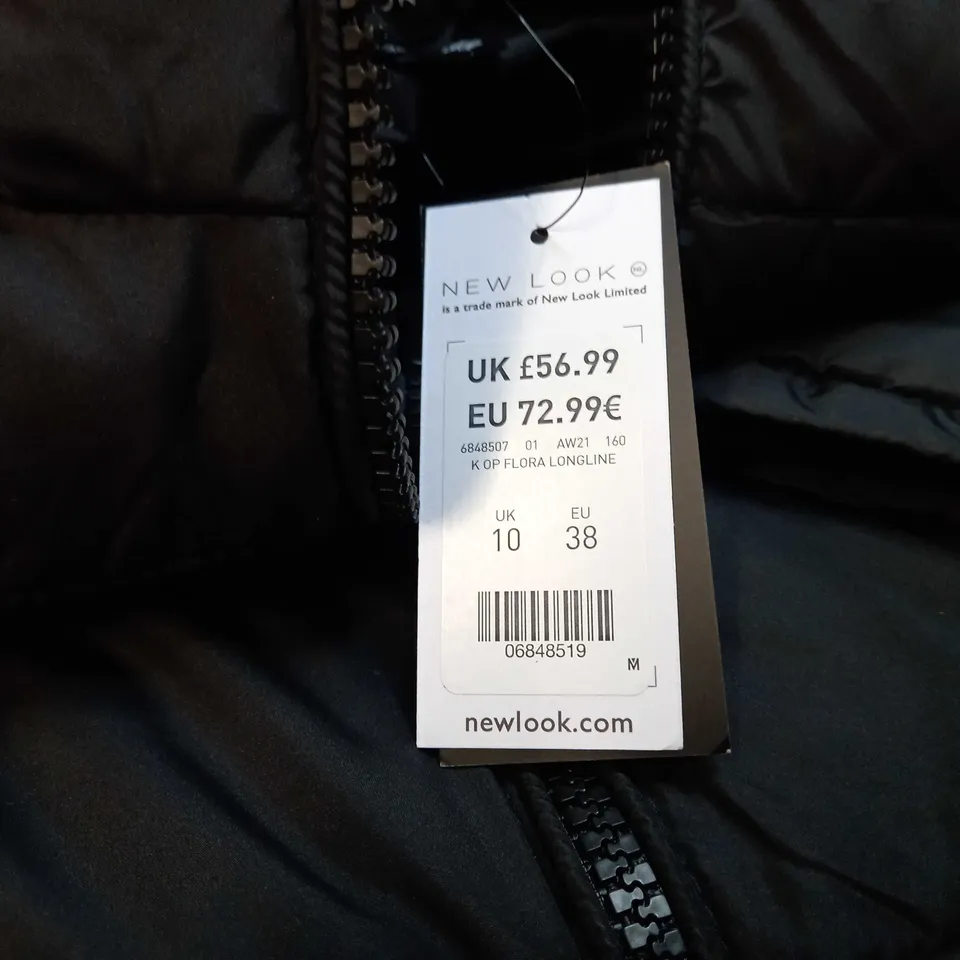 NEW LOOK NL
is a trade mark of New Look Limited
UK £56.99
EU 72.99€
6848507 01 AW21 160
K OP FLORA LONGLINE
UK EU
10 38
06848519
M
newlook.com